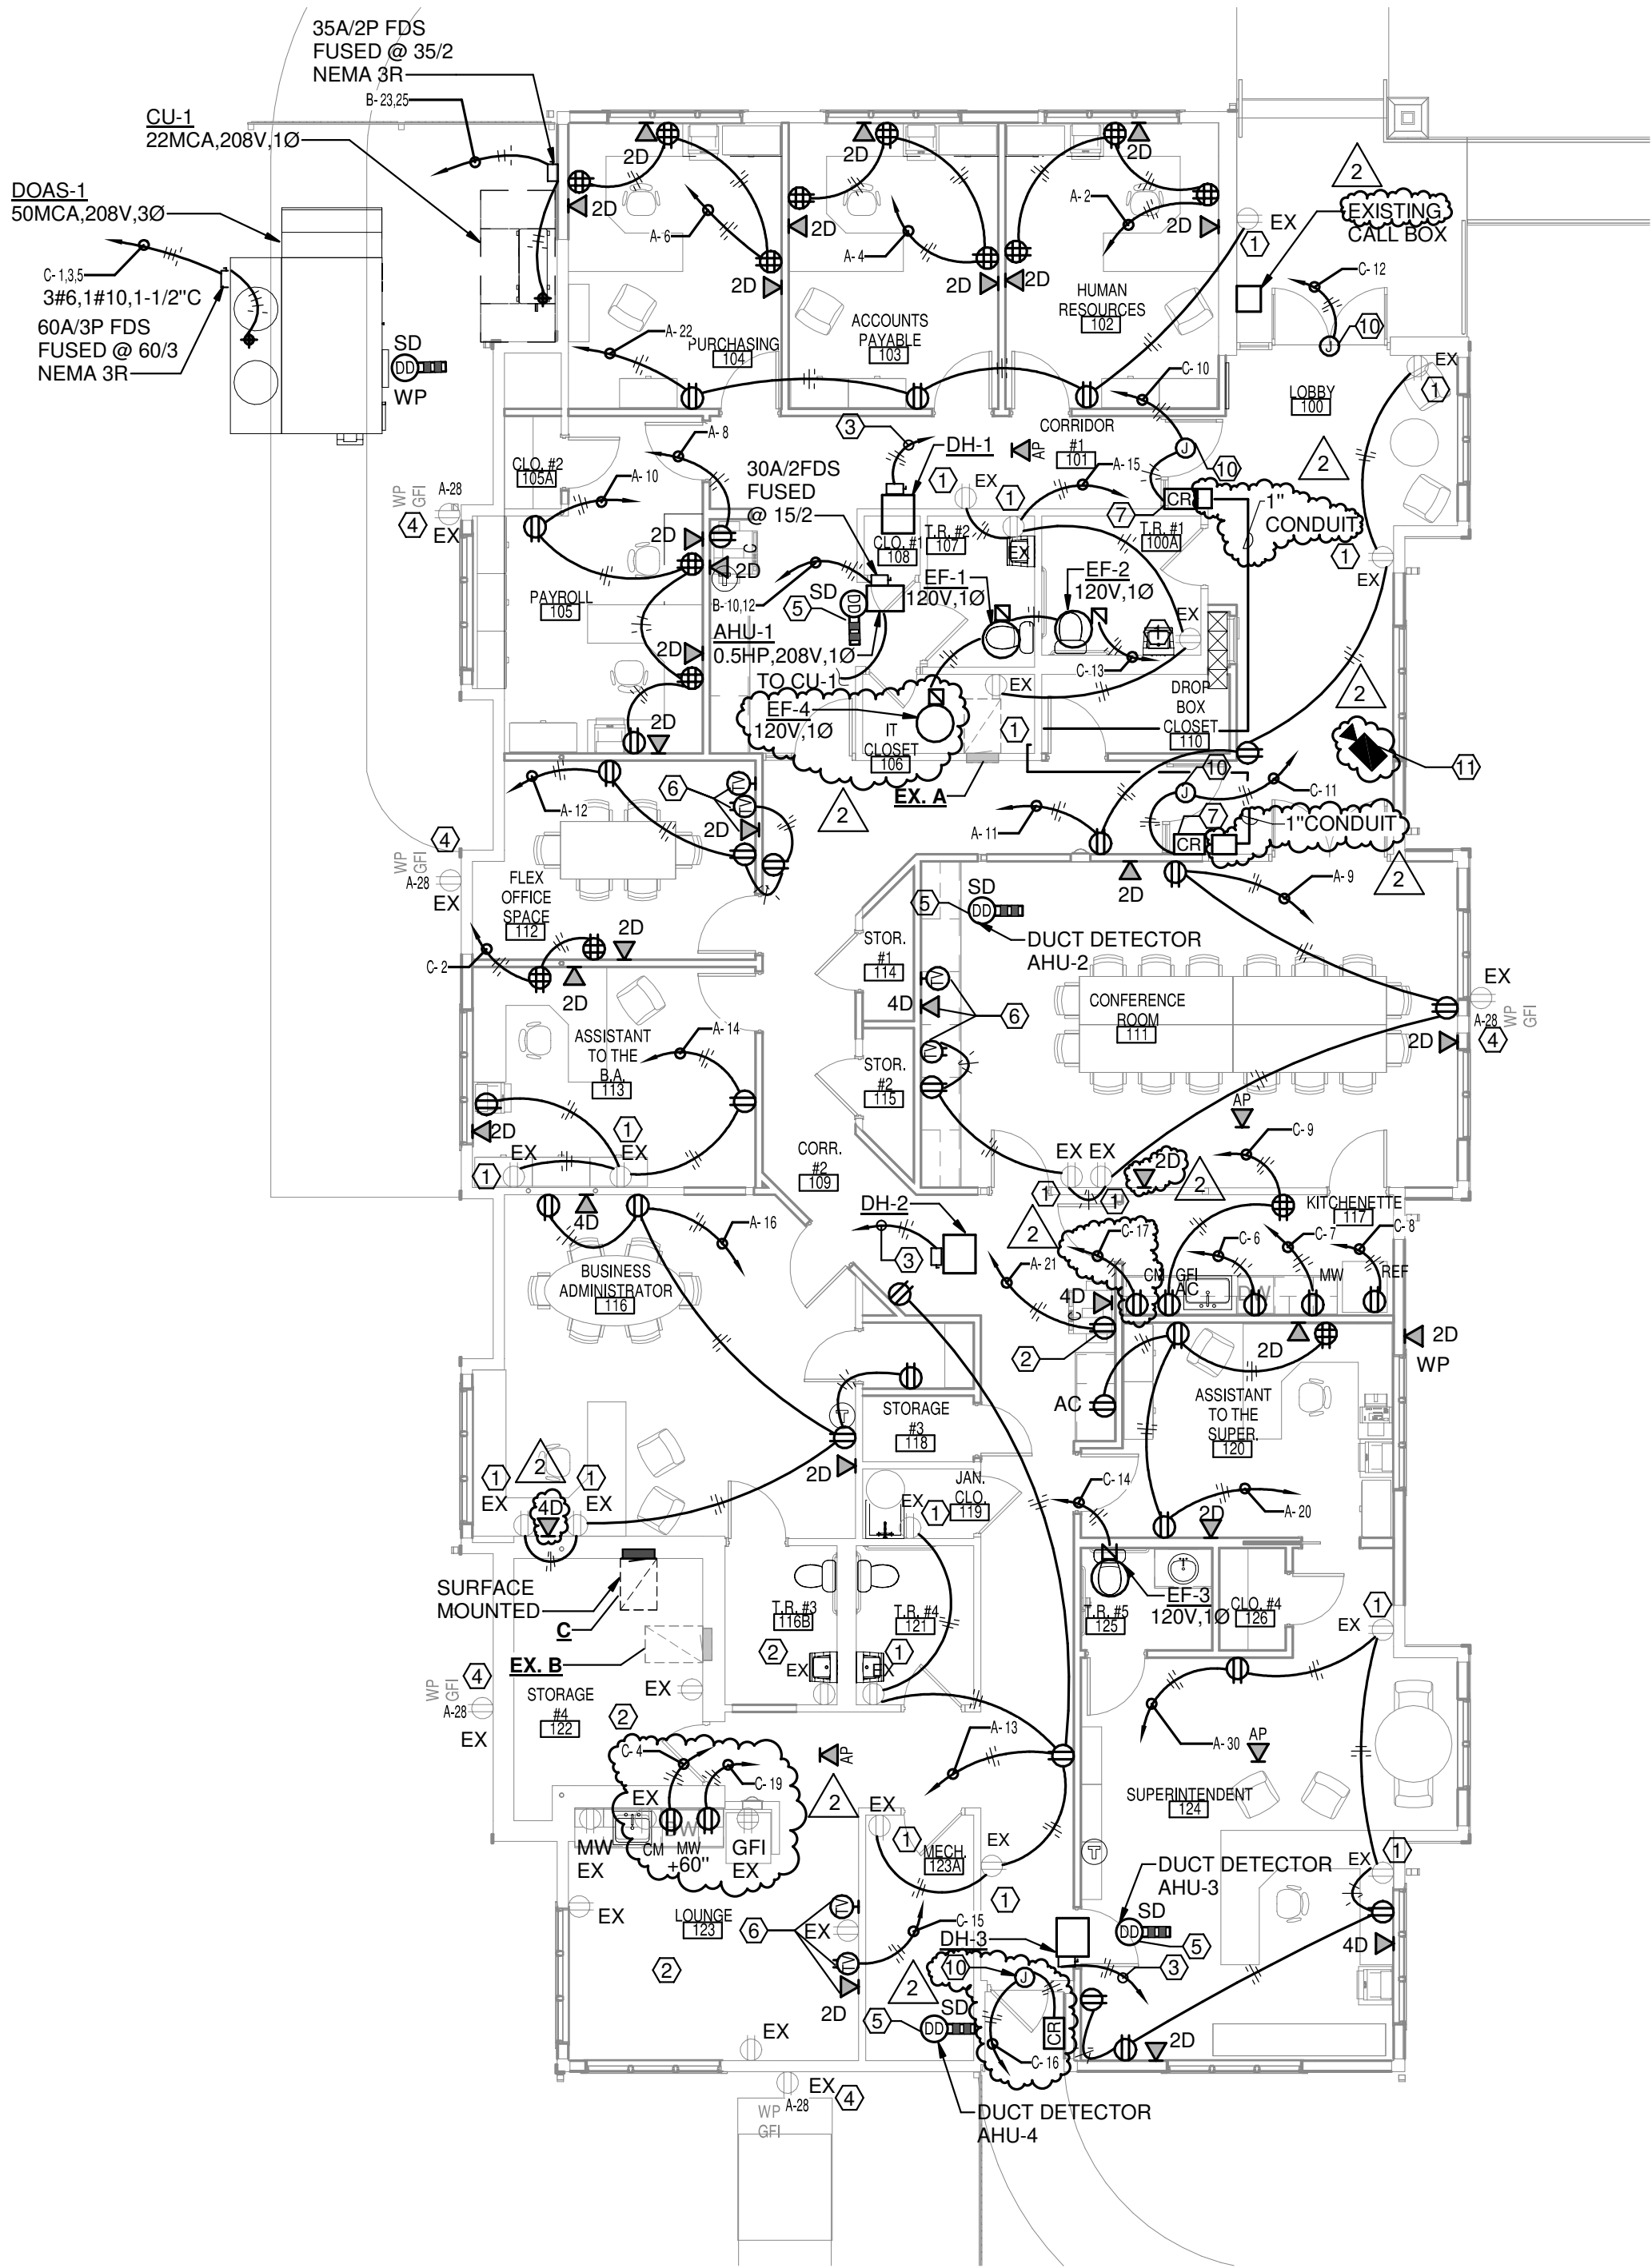 35A/2P FDS
FUSED @ 35/2
NEMA 3R
B- 23,25
CU-1
22MCA,208V,1Ø
DOAS-1
50MCA,208V,3Ø
C- 1,3,5
3#6,1#10,1-1/2"C
60A/3P FDS
FUSED @ 60/3
NEMA 3R
SD
DD
WP
2D
2D
A- 6
2D
A- 22
PURCHASING
104
2D
2D
A- 4
2D
ACCOUNTS
PAYABLE
103
2D
A- 2
2D
2D
HUMAN
RESOURCES
102
EX
1
2
EXISTING
CALL BOX
C- 12
J
10
EX
1
LOBBY
100
2
C- 10
J
10
CORRIDOR
#1
101
AP
A- 15
3
DH-1
CR
7
1"
CONDUIT
1
EX
1
EX
CLO. #2
105A
A- 8
A- 10
WP
GFI
A-28
4
EX
30A/2FDS
FUSED
@ 15/2
2D
2D
C
T
PAYROLL
105
2D
2D
B- 10,12
5
SD
DD
AHU-1
0.5HP,208V,1Ø
TO CU-1
CLO. #1
108
T.R. #2
107
EX
T.R. #1
100A
EF-1
120V,1Ø
EF-2
120V,1Ø
EX
1
C- 13
EX
1
1
EX
EF-4
120V,1Ø
IT
CLOSET
106
DROP
BOX
CLOSET
110
2
EX. A
2
11
10
J
C- 11
7
CR
1"CONDUIT
2
A- 11
A- 12
6
TV
TV
2D
4
WP
GFI
A-28
EX
FLEX
OFFICE
SPACE
112
2D
C- 2
2D
ASSISTANT
TO THE
B.A.
113
A- 14
2D
1
EX
1
EX
5
SD
DD
DUCT DETECTOR
AHU-2
2D
A- 9
STOR.
#1
114
TV
4D
6
TV
STOR.
#2
115
CONFERENCE
ROOM
111
EX
A-28
WP
GFI
2D
4
AP
C- 9
EX EX
1
1
2D
2
CORR.
#2
109
4D
A- 16
BUSINESS
ADMINISTRATOR
116
DH-2
3
2
A- 21
C- 17
KITCHENETTE
117
C- 6
C- 7
C- 8
CM
GFI
AC
DW
MW
REF
4D
C
2
AC
2D
2D
WP
ASSISTANT
TO THE
SUPER.
120
STORAGE
#3
118
T
2D
1
2
1
EX
4D
EX
JAN.
CLO.
119
EX
1
C- 14
A- 20
2D
SURFACE
MOUNTED
C
EX. B
T.R. #3
116B
2
EX
T.R. #4
121
1
EX
EF-3
120V,1Ø
T.R. #5
125
CLO. #4
126
1
EX
4
WP
GFI
A-28
EX
STORAGE
#4
122
EX
2
C- 4
C- 19
EX
MW
EX
CM
DW
MW
+60"
GFI
EX
AP
2
A- 13
A- 30
AP
SUPERINTENDENT
124
EX
1
MECH.
123A
EX
1
T
DUCT DETECTOR
AHU-3
EX
1
EX
LOUNGE
123
6
TV
EX
TV
2D
C- 15
2
2
DH-3
SD
DD
5
3
4D
10
J
CR
C- 16
5
SD
DD
2D
EX
EX
4
A-28
WP
GFI
DUCT DETECTOR
AHU-4